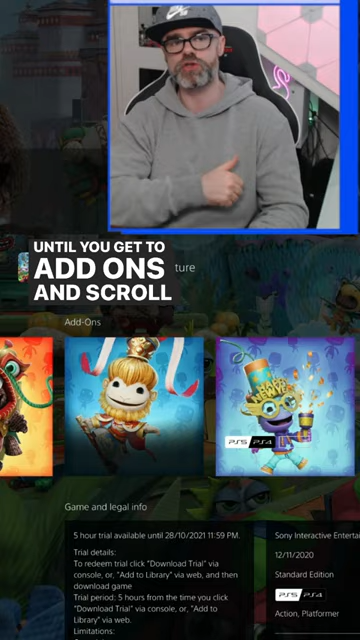 UNTIL YOU GET TO
ADD ONS
AND SCROLL
ture
Add-Ons
HAPPY
NEW YEAR
PS5 PS4
Game and legal info
5 hour trial available until 28/10/2021 11:59 PM.
Trial details:
To redeem trial click "Download Trial" via
console, or, "Add to Library" via web, and then
download game
Trial period: 5 hours from the time you click
"Download Trial" via console, or, "Add to
Library" via web.
Limitations:
Sony Interactive Enterta
12/11/2020
Standard Edition
PS5 PS4
Action, Platformer